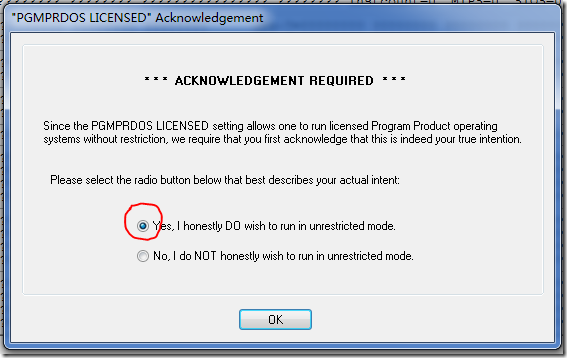 "PGMPRDOS LICENSED" Acknowledgement
* * *  ACKNOWLEDGEMENT REQUIRED  * * *
Since the PGMPRDOS LICENSED setting allows one to run licensed Program Product operating
systems without restriction, we require that you first acknowledge that this is indeed your true intention.
Please select the radio button below that best describes your actual intent:
Yes, I honestly DO wish to run in unrestricted mode.
No, I do NOT honestly wish to run in unrestricted mode.
OK